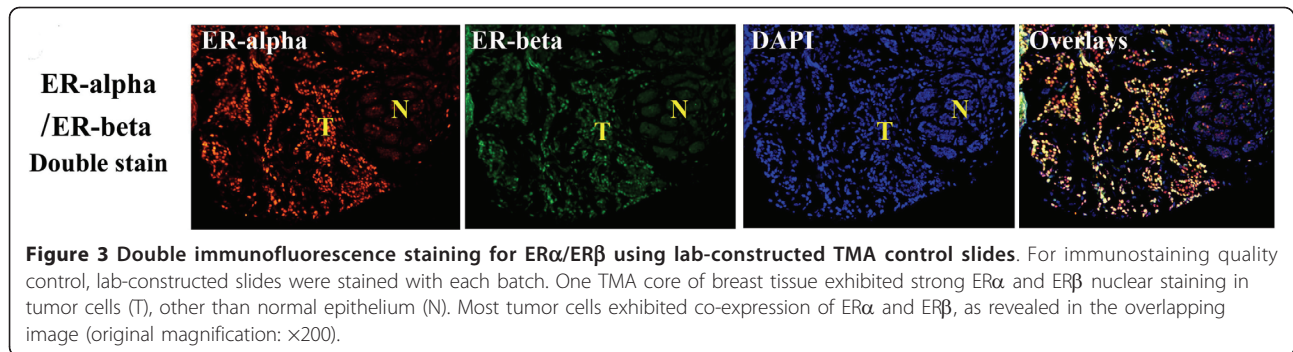 ER-alpha
/ER-beta
Double stain
ER-alpha
T
N
ER-beta
T
N
DAPI
T
N
Overlays
Figure 3 Double immunofluorescence staining for ERα/ERβ using lab-constructed TMA control slides. For immunostaining quality
control, lab-constructed slides were stained with each batch. One TMA core of breast tissue exhibited strong ERα and ERβ nuclear staining in
tumor cells (T), other than normal epithelium (N). Most tumor cells exhibited co-expression of ERα and ERβ, as revealed in the overlapping
image (original magnification: ×200).